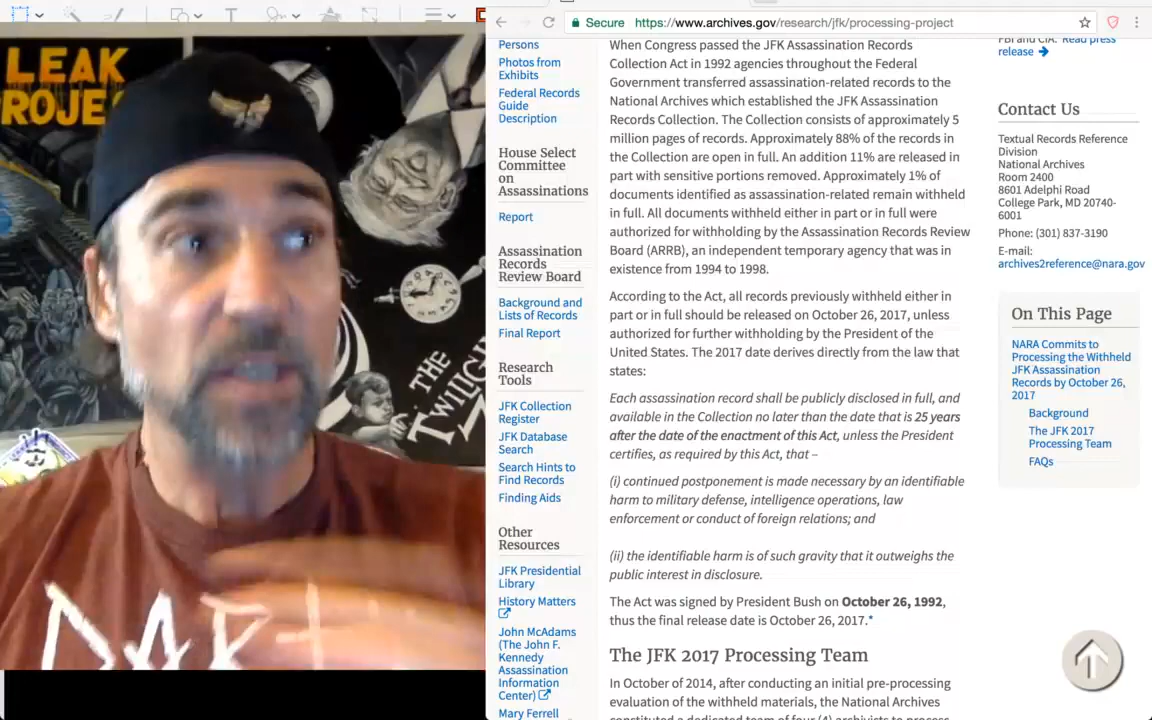 LEAK
PROJEC
THE
TWILIGH
Z
DART
Secure
https://www.archives.gov/research/jfk/processing-project
Persons
Photos from
Exhibits
Federal Records
Guide
Description
House Select
Committee
on
Assassinations
Report
Assassination
Records
Review Board
Background and
Lists of Records
Final Report
Research
Tools
JFK Collection
Register
JFK Database
Search
Search Hints to
Find Records
Finding Aids
Other
Resources
JFK Presidential
Library
History Matters
John McAdams
(The John F.
Kennedy
Assassination
Information
Center)
Mary Ferrell
When Congress passed the JFK Assassination Records
Collection Act in 1992 agencies throughout the Federal
Government transferred assassination-related records to the
National Archives which established the JFK Assassination
Records Collection. The Collection consists of approximately 5
million pages of records. Approximately 88% of the records in
the Collection are open in full. An addition 11% are released in
part with sensitive portions removed. Approximately 1% of
documents identified as assassination-related remain withheld
in full. All documents withheld either in part or in full were
authorized for withholding by the Assassination Records Review
Board (ARRB), an independent temporary agency that was in
existence from 1994 to 1998.
According to the Act, all records previously withheld either in
part or in full should be released on October 26, 2017, unless
authorized for further withholding by the President of the
United States. The 2017 date derives directly from the law that
states:
Each assassination record shall be publicly disclosed in full, and
available in the Collection no later than the date that is 25 years
after the date of the enactment of this Act, unless the President
certifies, as required by this Act, that –
(i) continued postponement is made necessary by an identifiable
harm to military defense, intelligence operations, law
enforcement or conduct of foreign relations; and
(ii) the identifiable harm is of such gravity that it outweighs the
public interest in disclosure.
The Act was signed by President Bush on October 26, 1992,
thus the final release date is October 26, 2017.*
The JFK 2017 Processing Team
In October of 2014, after conducting an initial pre-processing
evaluation of the withheld materials, the National Archives
constituted a dedicated team of four (4) archivists to process
FBI and CIA. Read press
release
Contact Us
Textual Records Reference
Division
National Archives
Room 2400
8601 Adelphi Road
College Park, MD 20740-
6001
Phone: (301) 837-3190
E-mail:
archives2reference@nara.gov
On This Page
NARA Commits to
Processing the Withheld
JFK Assassination
Records by October 26,
2017
Background
The JFK 2017
Processing Team
FAQs